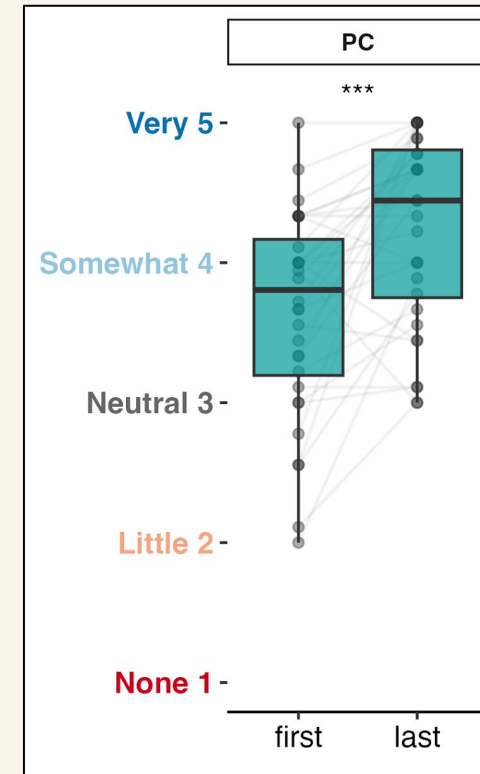 PC
***
Very 5
Somewhat 4
Neutral 3
Little 2
None 1
first last